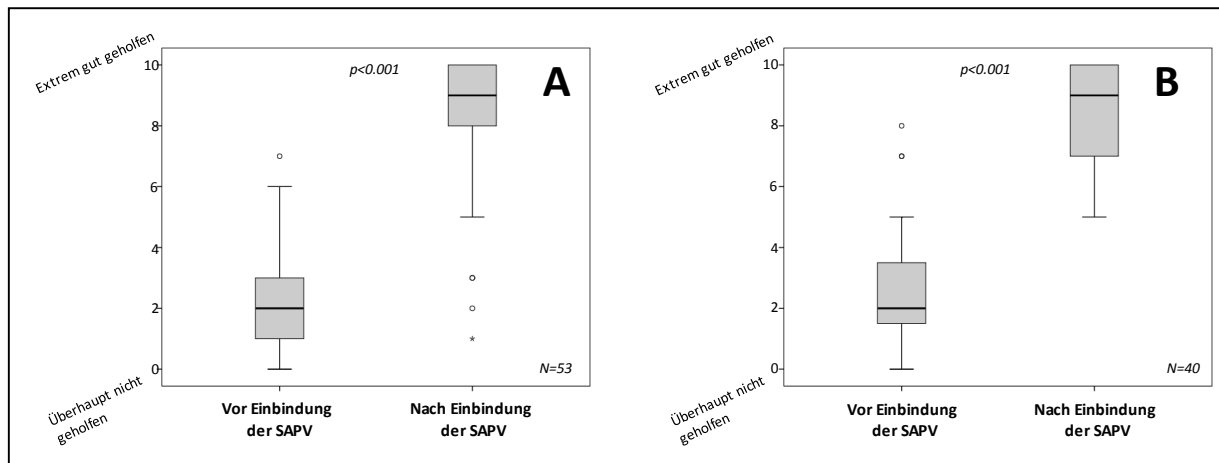 Extrem gut geholfen
10
8
6
4
2
0
Überhaupt nicht
geholfen
p<0.001
A
N=53
Vor Einbindung
der SAPV
Nach Einbindung
der SAPV
Extrem gut geholfen
10
8
6
4
2
0
Überhaupt nicht
geholfen
p<0.001
B
N=40
Vor Einbindung
der SAPV
Nach Einbindung
der SAPV